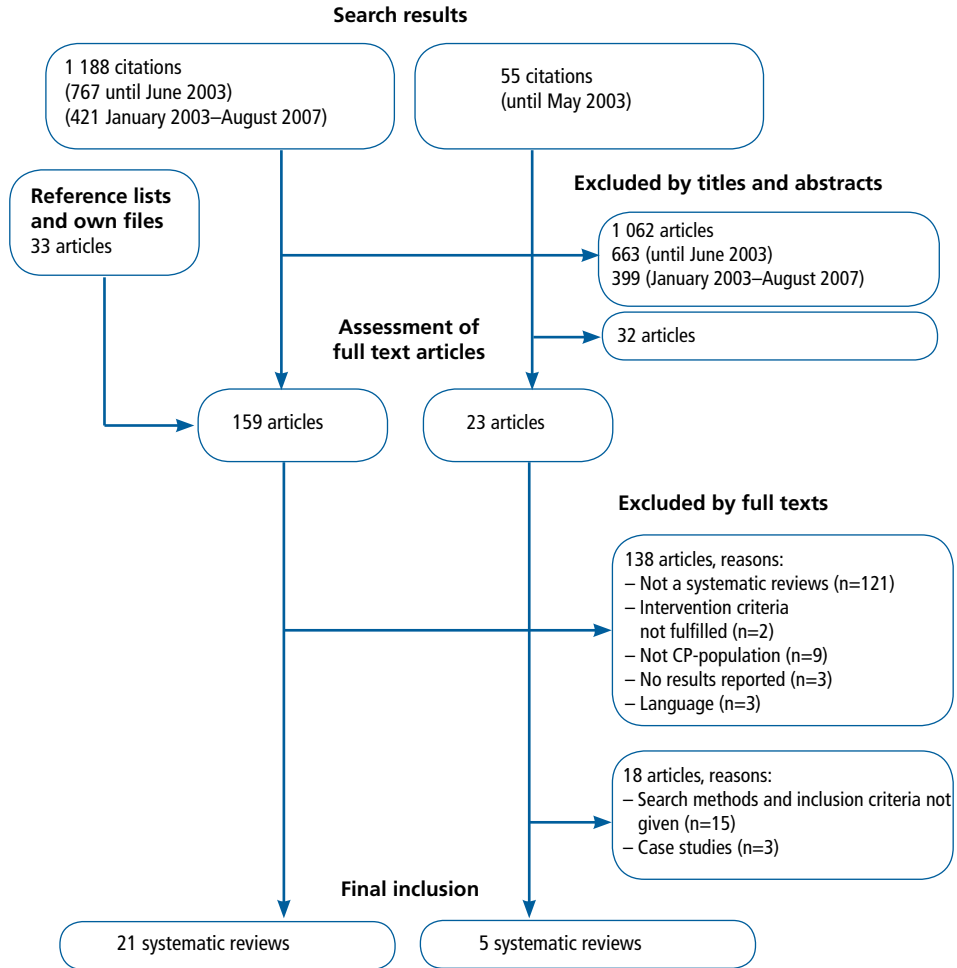 Search results
1 188 citations
(767 until June 2003)
(421 January 2003–August 2007)
55 citations
(until May 2003)
Reference lists
and own files
33 articles
Excluded by titles and abstracts
1 062 articles
663 (until June 2003)
399 (January 2003–August 2007)
32 articles
Assessment of
full text articles
159 articles
23 articles
Excluded by full texts
138 articles, reasons:
– Not a systematic reviews (n=121)
– Intervention criteria
not fulfilled (n=2)
– Not CP-population (n=9)
– No results reported (n=3)
– Language (n=3)
18 articles, reasons:
– Search methods and inclusion criteria not
given (n=15)
– Case studies (n=3)
Final inclusion
21 systematic reviews
5 systematic reviews